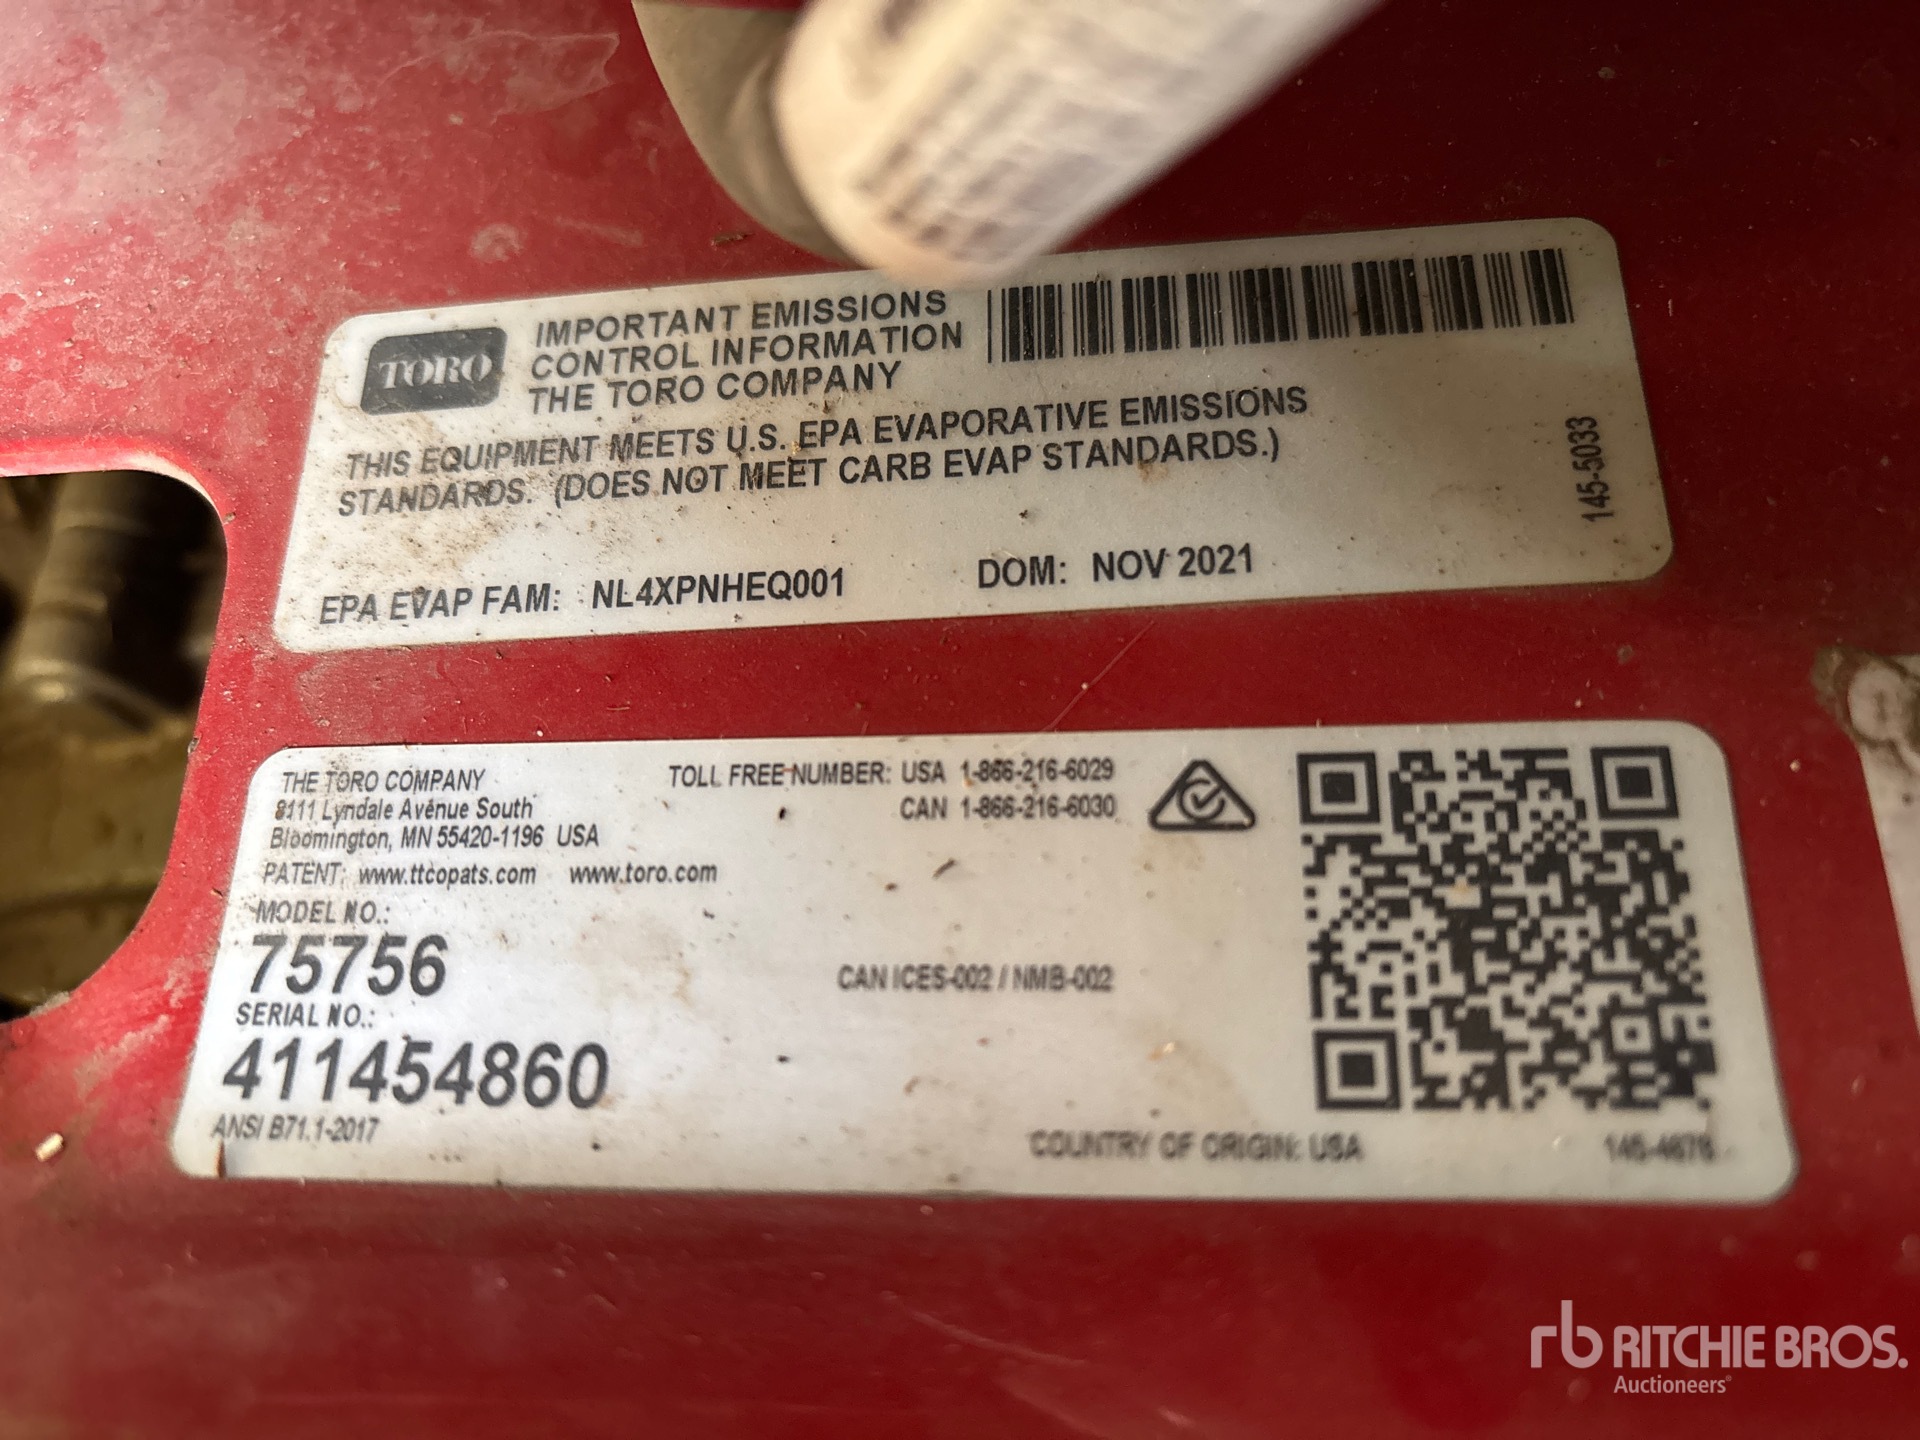 TORO
IMPORTANT EMISSIONS
CONTROL INFORMATION
THE TORO COMPANY
THIS EQUIPMENT MEETS U.S. EPA EVAPORATIVE EMISSIONS
STANDARDS. (DOES NOT MEET CARB EVAP STANDARDS.)
EPA EVAP FAM: NL4XPNHEQ001 DOM: NOV 2021
145-5033
THE TORO COMPANY
8111 Lyndale Avenue South
Bloomington, MN 55420-1196 USA
PATENT: www.ttcopats.com www.toro.com
TOLL FREE NUMBER: USA 1-866-216-6029
CAN 1-866-216-6030
MODEL NO.:
75756
CAN ICES-002 / NMB-002
SERIAL NO.:
411454860
ANSI B71.1-2017
COUNTRY OF ORIGIN: USA
rb RITCHIE BROS.
Auctioneers